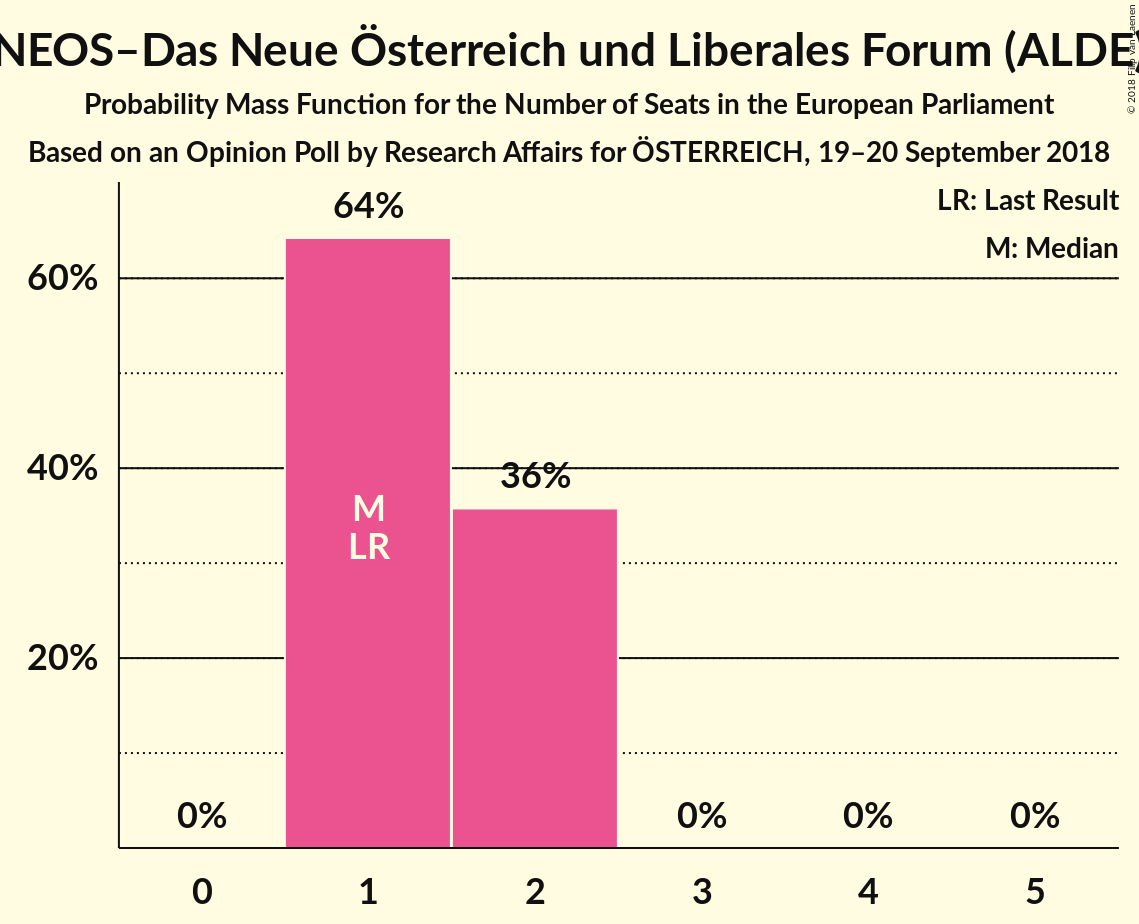 NEOS–Das Neue Österreich und Liberales Forum (ALDE)
Probability Mass Function for the Number of Seats in the European Parliament
Based on an Opinion Poll by Research Affairs for ÖSTERREICH, 19–20 September 2018
© 2018 Filip van Laenen
LR: Last Result
M: Median
64%
60%
40%
36%
M
LR
20%
0%
0%
0%
0%
0
1
2
3
4
5